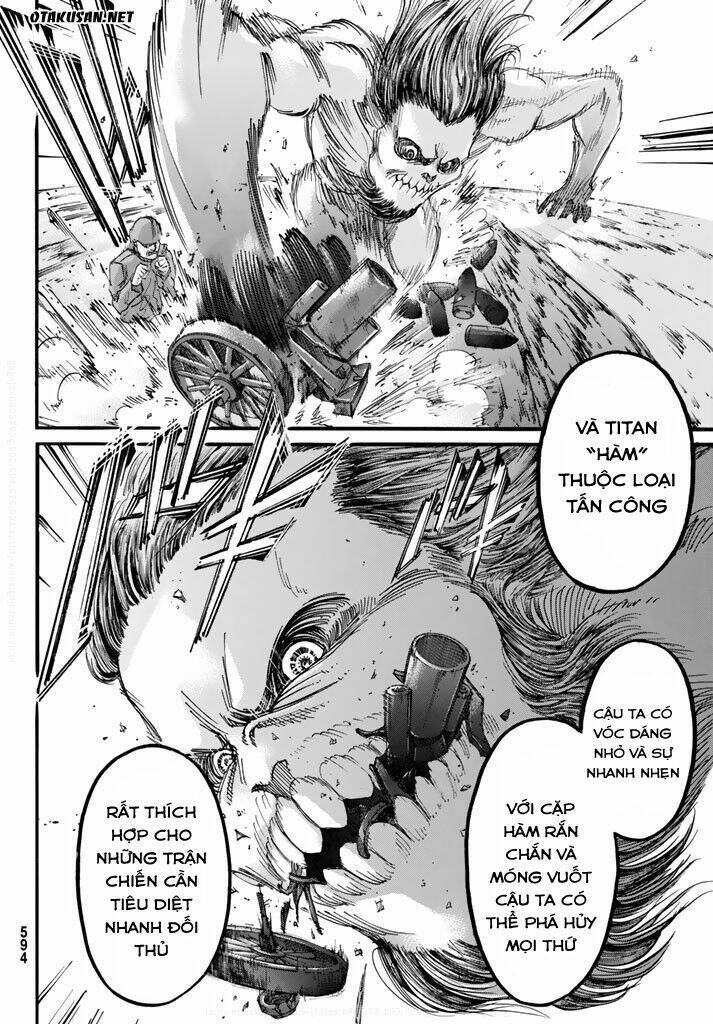 OTAKUSAN.NET
VÀ TITAN
"HÀM"
THUỘC LOẠI
TẤN CÔNG
CẬU TA CÓ
VÓC DÁNG
NHỎ VÀ SỰ
NHANH NHẸN
VỚI CẶP
HÀM RẮN
CHẮN VÀ
MÓNG VUỐT
CẬU TA CÓ
THỂ PHÁ HỦY
MỌI THỨ
RẤT THÍCH
HỢP CHO
NHỮNG TRẬN
CHIẾN CẦN
TIÊU DIỆT
NHANH ĐỐI
THỦ
594